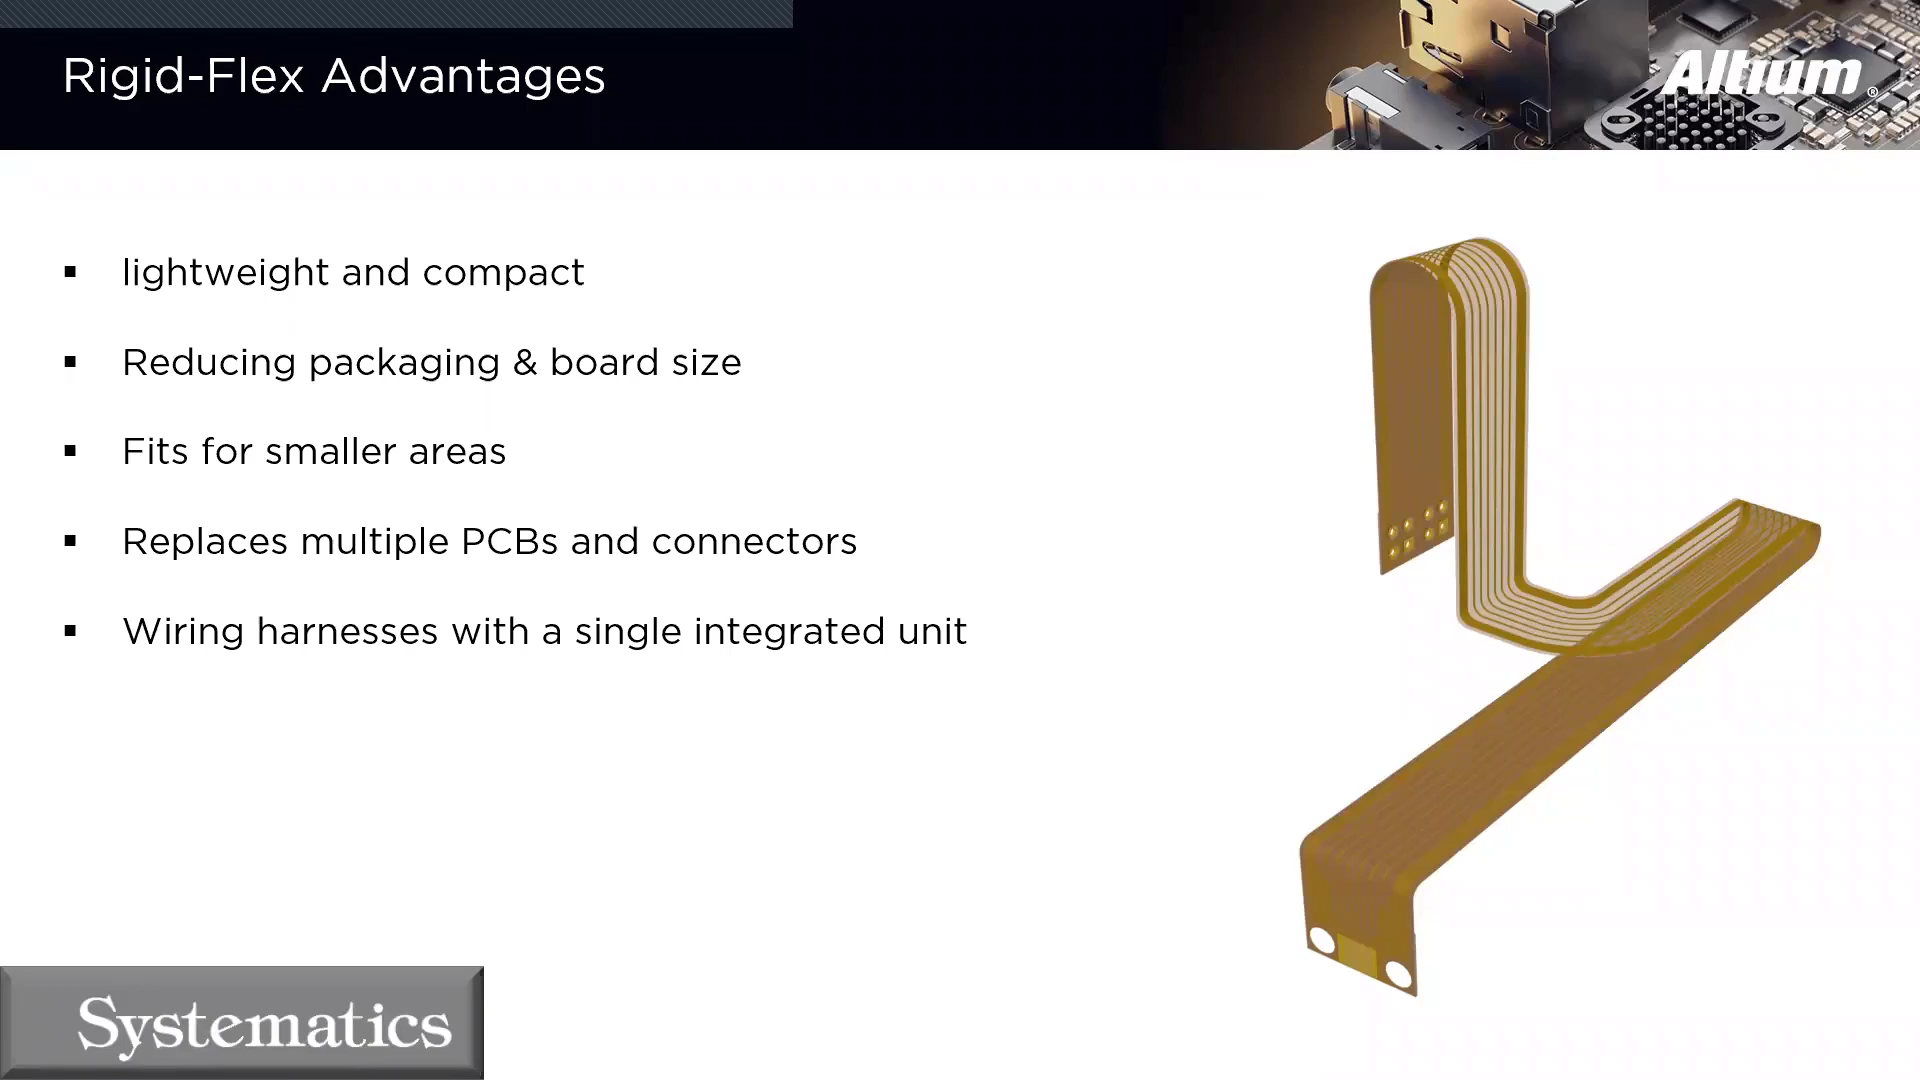 Rigid-Flex Advantages
Altium®
▪ lightweight and compact
▪ Reducing packaging & board size
▪ Fits for smaller areas
▪ Replaces multiple PCBs and connectors
▪ Wiring harnesses with a single integrated unit
Systematics